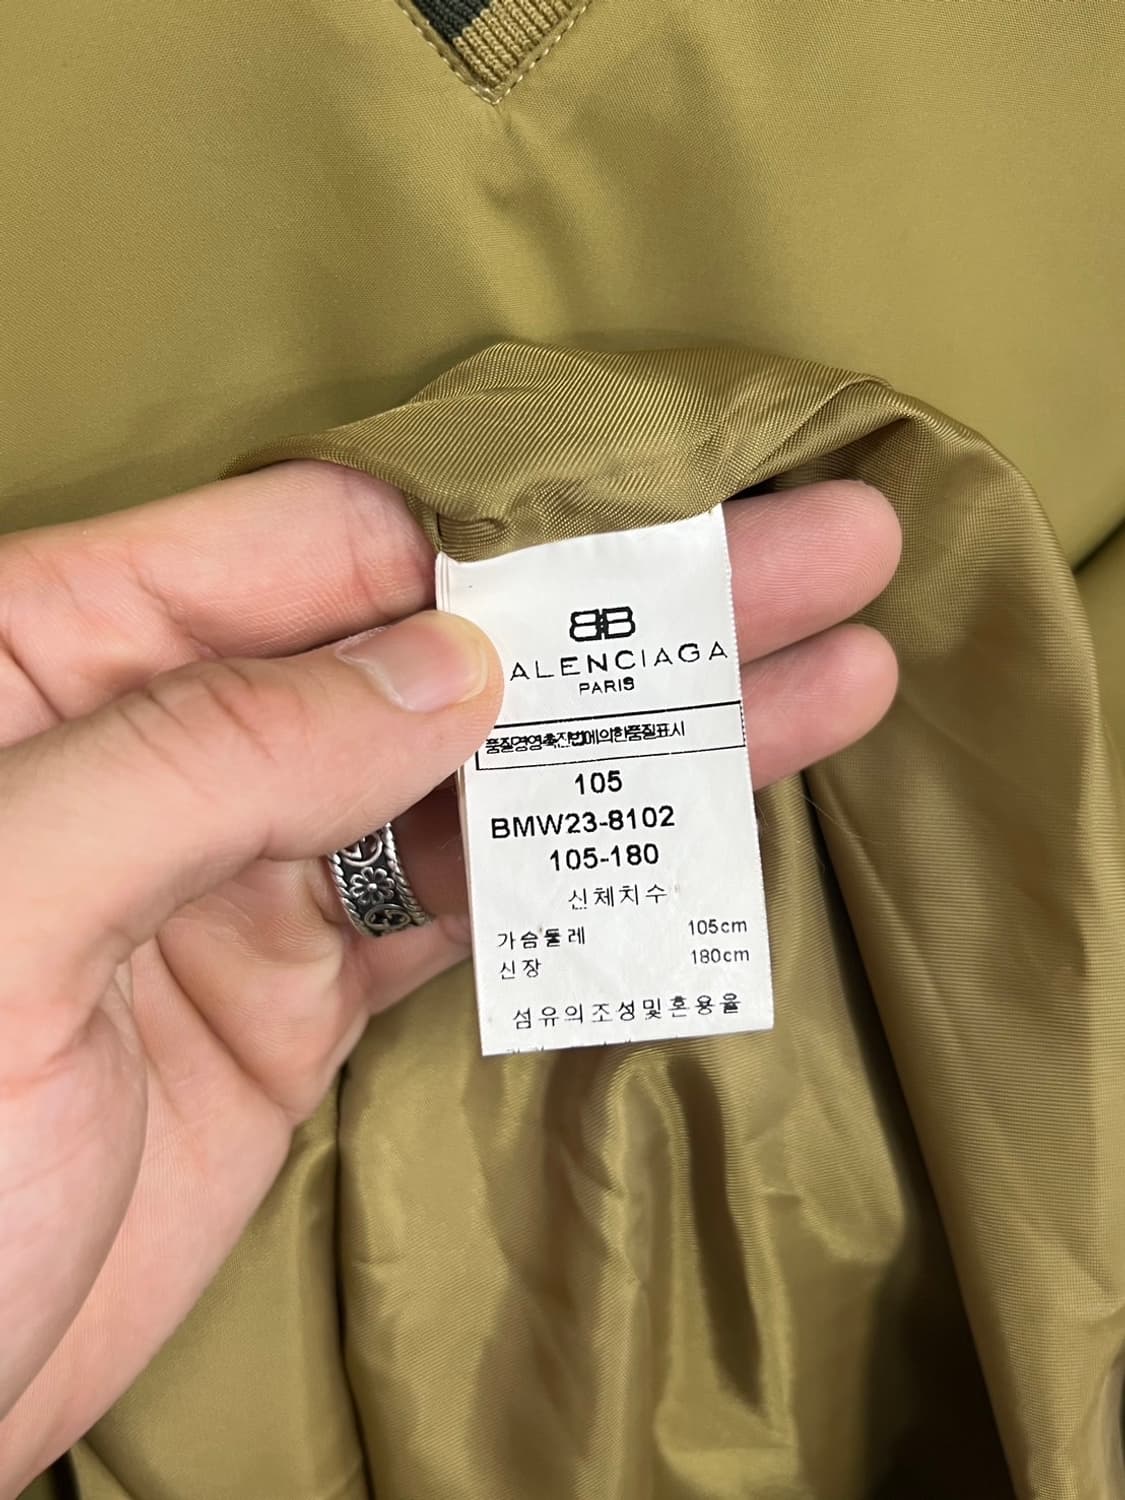 BB
ALENCIAGA
PARIS
품질경영촉진법에의한품질표시
105
BMW23-8102
105-180
신체치수
가슴둘레 105cm
신장 180cm
섬유의조성및혼용율